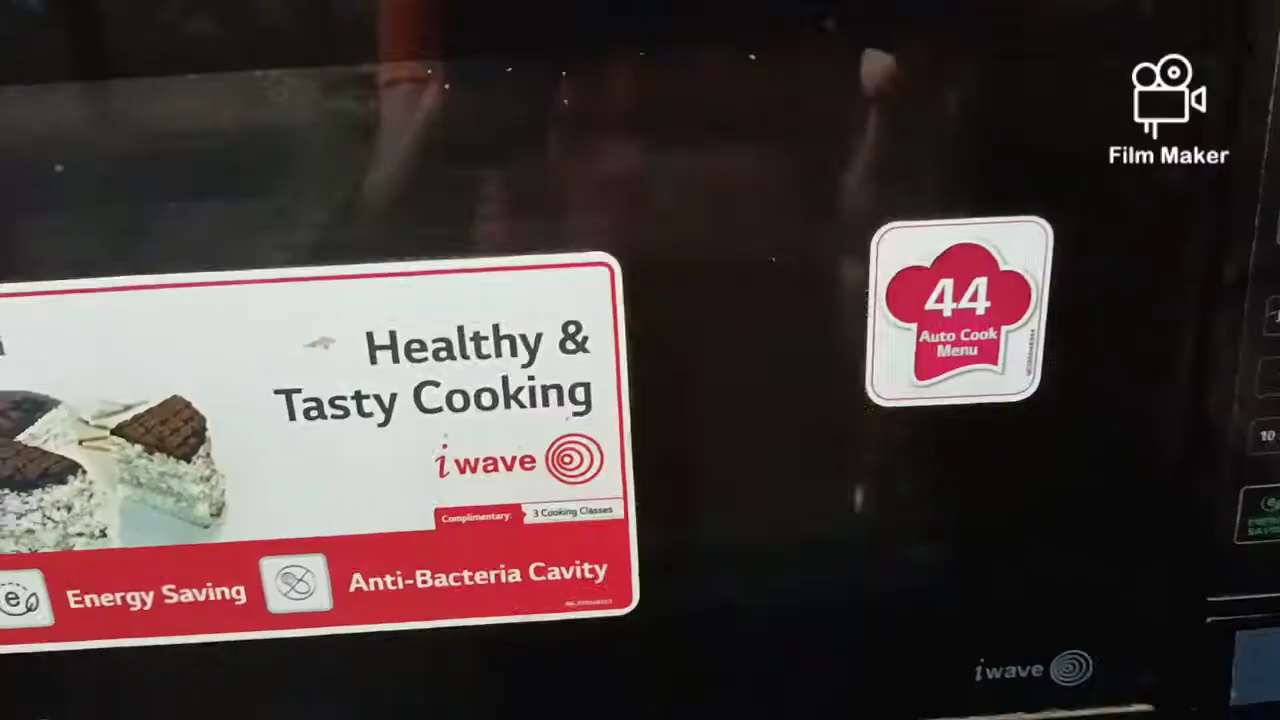 Film Maker
44
Auto Cook
Menu
Healthy &
Tasty Cooking
i wave
Complimentary:
3 Cooking Classes
e
Energy Saving
Anti-Bacteria Cavity
10
i wave